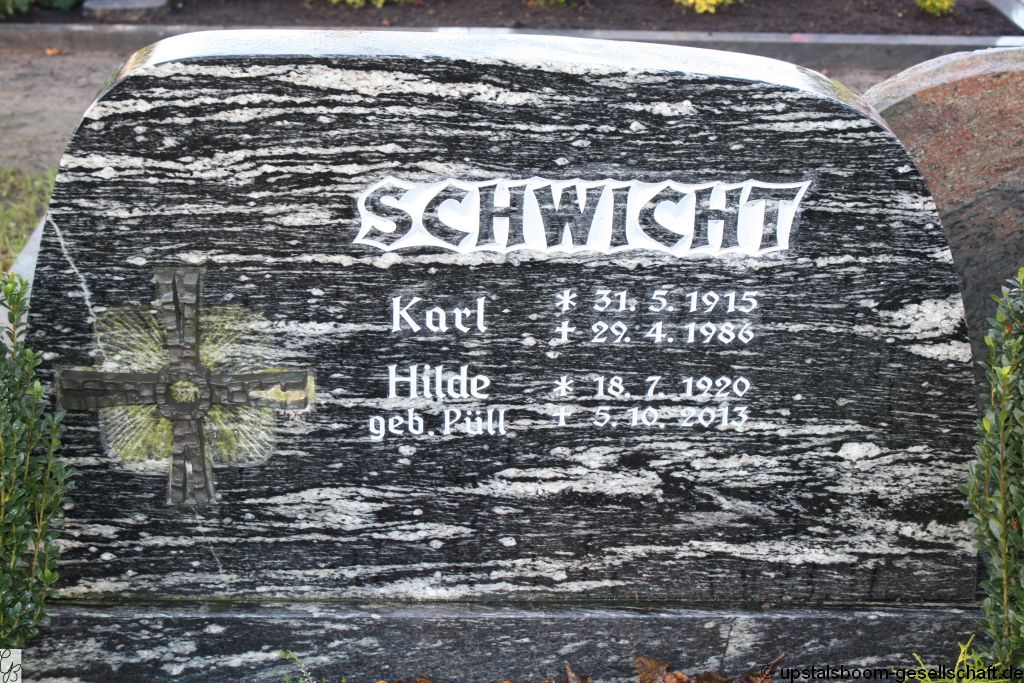 SCHWICHT
Karl * 31. 5. 1915
† 29. 4. 1986
Hilde * 18. 7. 1920
geb. Püll † 5. 10. 2013
© upstalsboom-gesellschaft.de